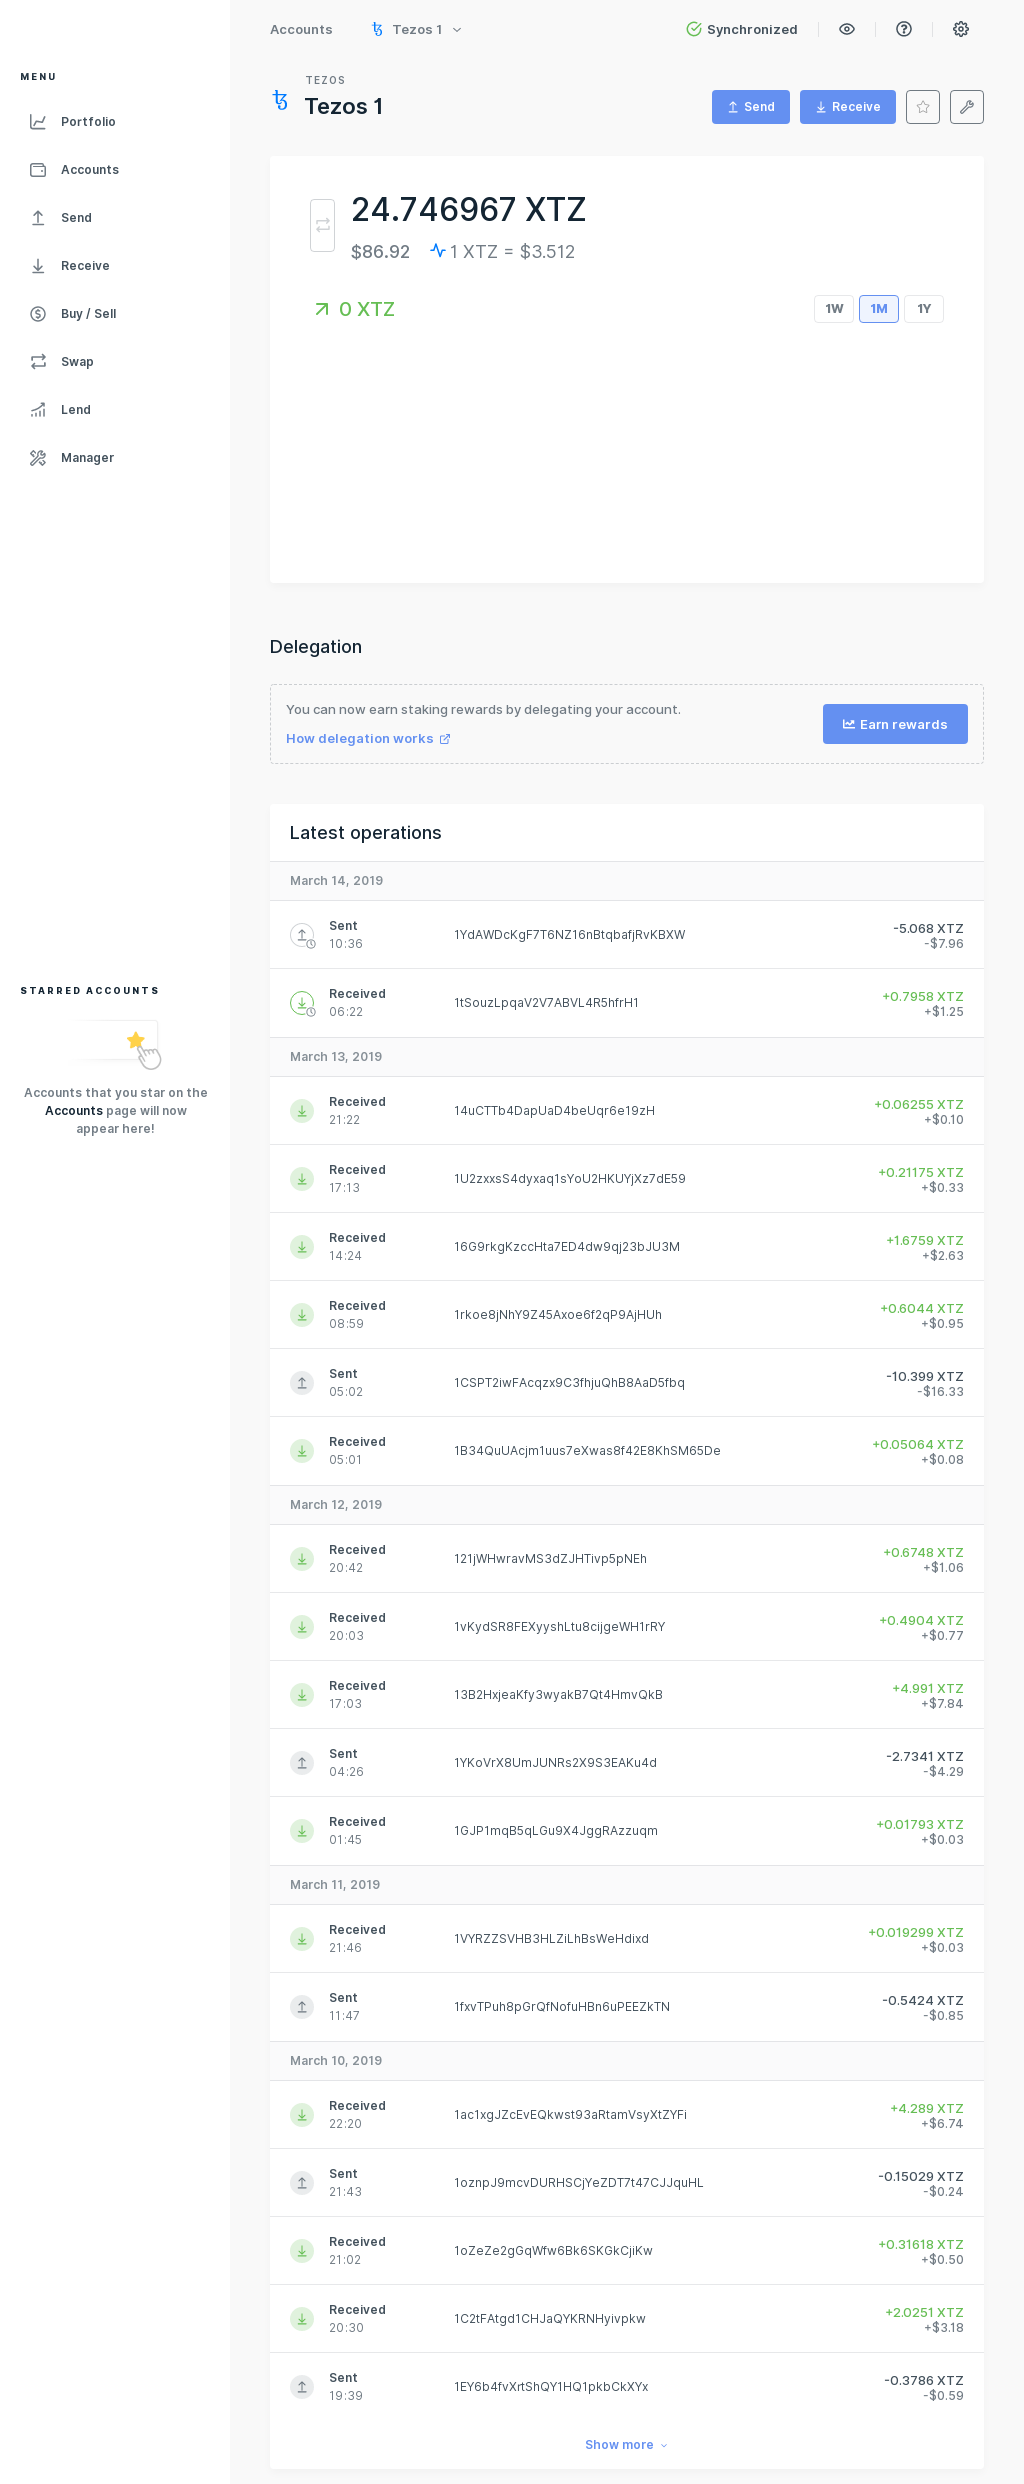 Accounts
Tezos 1
Synchronized
MENU
Portfolio
Accounts
Send
Receive
Buy / Sell
Swap
Lend
Manager
STARRED ACCOUNTS
Accounts that you star on the
Accounts page will now
appear here!
TEZOS
Tezos 1
Send
Receive
24.746967 XTZ
$86.92
1 XTZ = $3.512
0 XTZ
1W
1M
1Y
Delegation
You can now earn staking rewards by delegating your account.
How delegation works
Earn rewards
Latest operations
March 14, 2019
Sent
10:36
1YdAWDcKgF7T6NZ16nBtqbafjRvKBXW
-5.068 XTZ
-$7.96
Received
06:22
1tSouzLpqaV2V7ABVL4R5hfrH1
+0.7958 XTZ
+$1.25
March 13, 2019
Received
21:22
14uCTTb4DapUaD4beUqr6e19zH
+0.06255 XTZ
+$0.10
Received
17:13
1U2zxxsS4dyxaq1sYoU2HKUYjXz7dE59
+0.21175 XTZ
+$0.33
Received
14:24
16G9rkgKzccHta7ED4dw9qj23bJU3M
+1.6759 XTZ
+$2.63
Received
08:59
1rkoe8jNhY9Z45Axoe6f2qP9AjHUh
+0.6044 XTZ
+$0.95
Sent
05:02
1CSPT2iwFAcqzx9C3fhjuQhB8AaD5fbq
-10.399 XTZ
-$16.33
Received
05:01
1B34QuUAcjm1uus7eXwas8f42E8KhSM65De
+0.05064 XTZ
+$0.08
March 12, 2019
Received
20:42
121jWHwravMS3dZJHTivp5pNEh
+0.6748 XTZ
+$1.06
Received
20:03
1vKydSR8FEXyyshLtu8cijgeWH1rRY
+0.4904 XTZ
+$0.77
Received
17:03
13B2HxjeaKfy3wyakB7Qt4HmvQkB
+4.991 XTZ
+$7.84
Sent
04:26
1YKoVrX8UmJUNRs2X9S3EAKu4d
-2.7341 XTZ
-$4.29
Received
01:45
1GJP1mqB5qLGu9X4JggRAzzuqm
+0.01793 XTZ
+$0.03
March 11, 2019
Received
21:46
1VYRZZSVHB3HLZiLhBsWeHdixd
+0.019299 XTZ
+$0.03
Sent
11:47
1fxvTPuh8pGrQfNofuHBn6uPEEZkTN
-0.5424 XTZ
-$0.85
March 10, 2019
Received
22:20
1ac1xgJZcEvEQkwst93aRtamVsyXtZYFi
+4.289 XTZ
+$6.74
Sent
21:43
1oznpJ9mcvDURHSCjYeZDT7t47CJJquHL
-0.15029 XTZ
-$0.24
Received
21:02
1oZeZe2gGqWfw6Bk6SKGkCjiKw
+0.31618 XTZ
+$0.50
Received
20:30
1C2tFAtgd1CHJaQYKRNHyivpkw
+2.0251 XTZ
+$3.18
Sent
19:39
1EY6b4fvXrtShQY1HQ1pkbCkXYx
-0.3786 XTZ
-$0.59
Show more